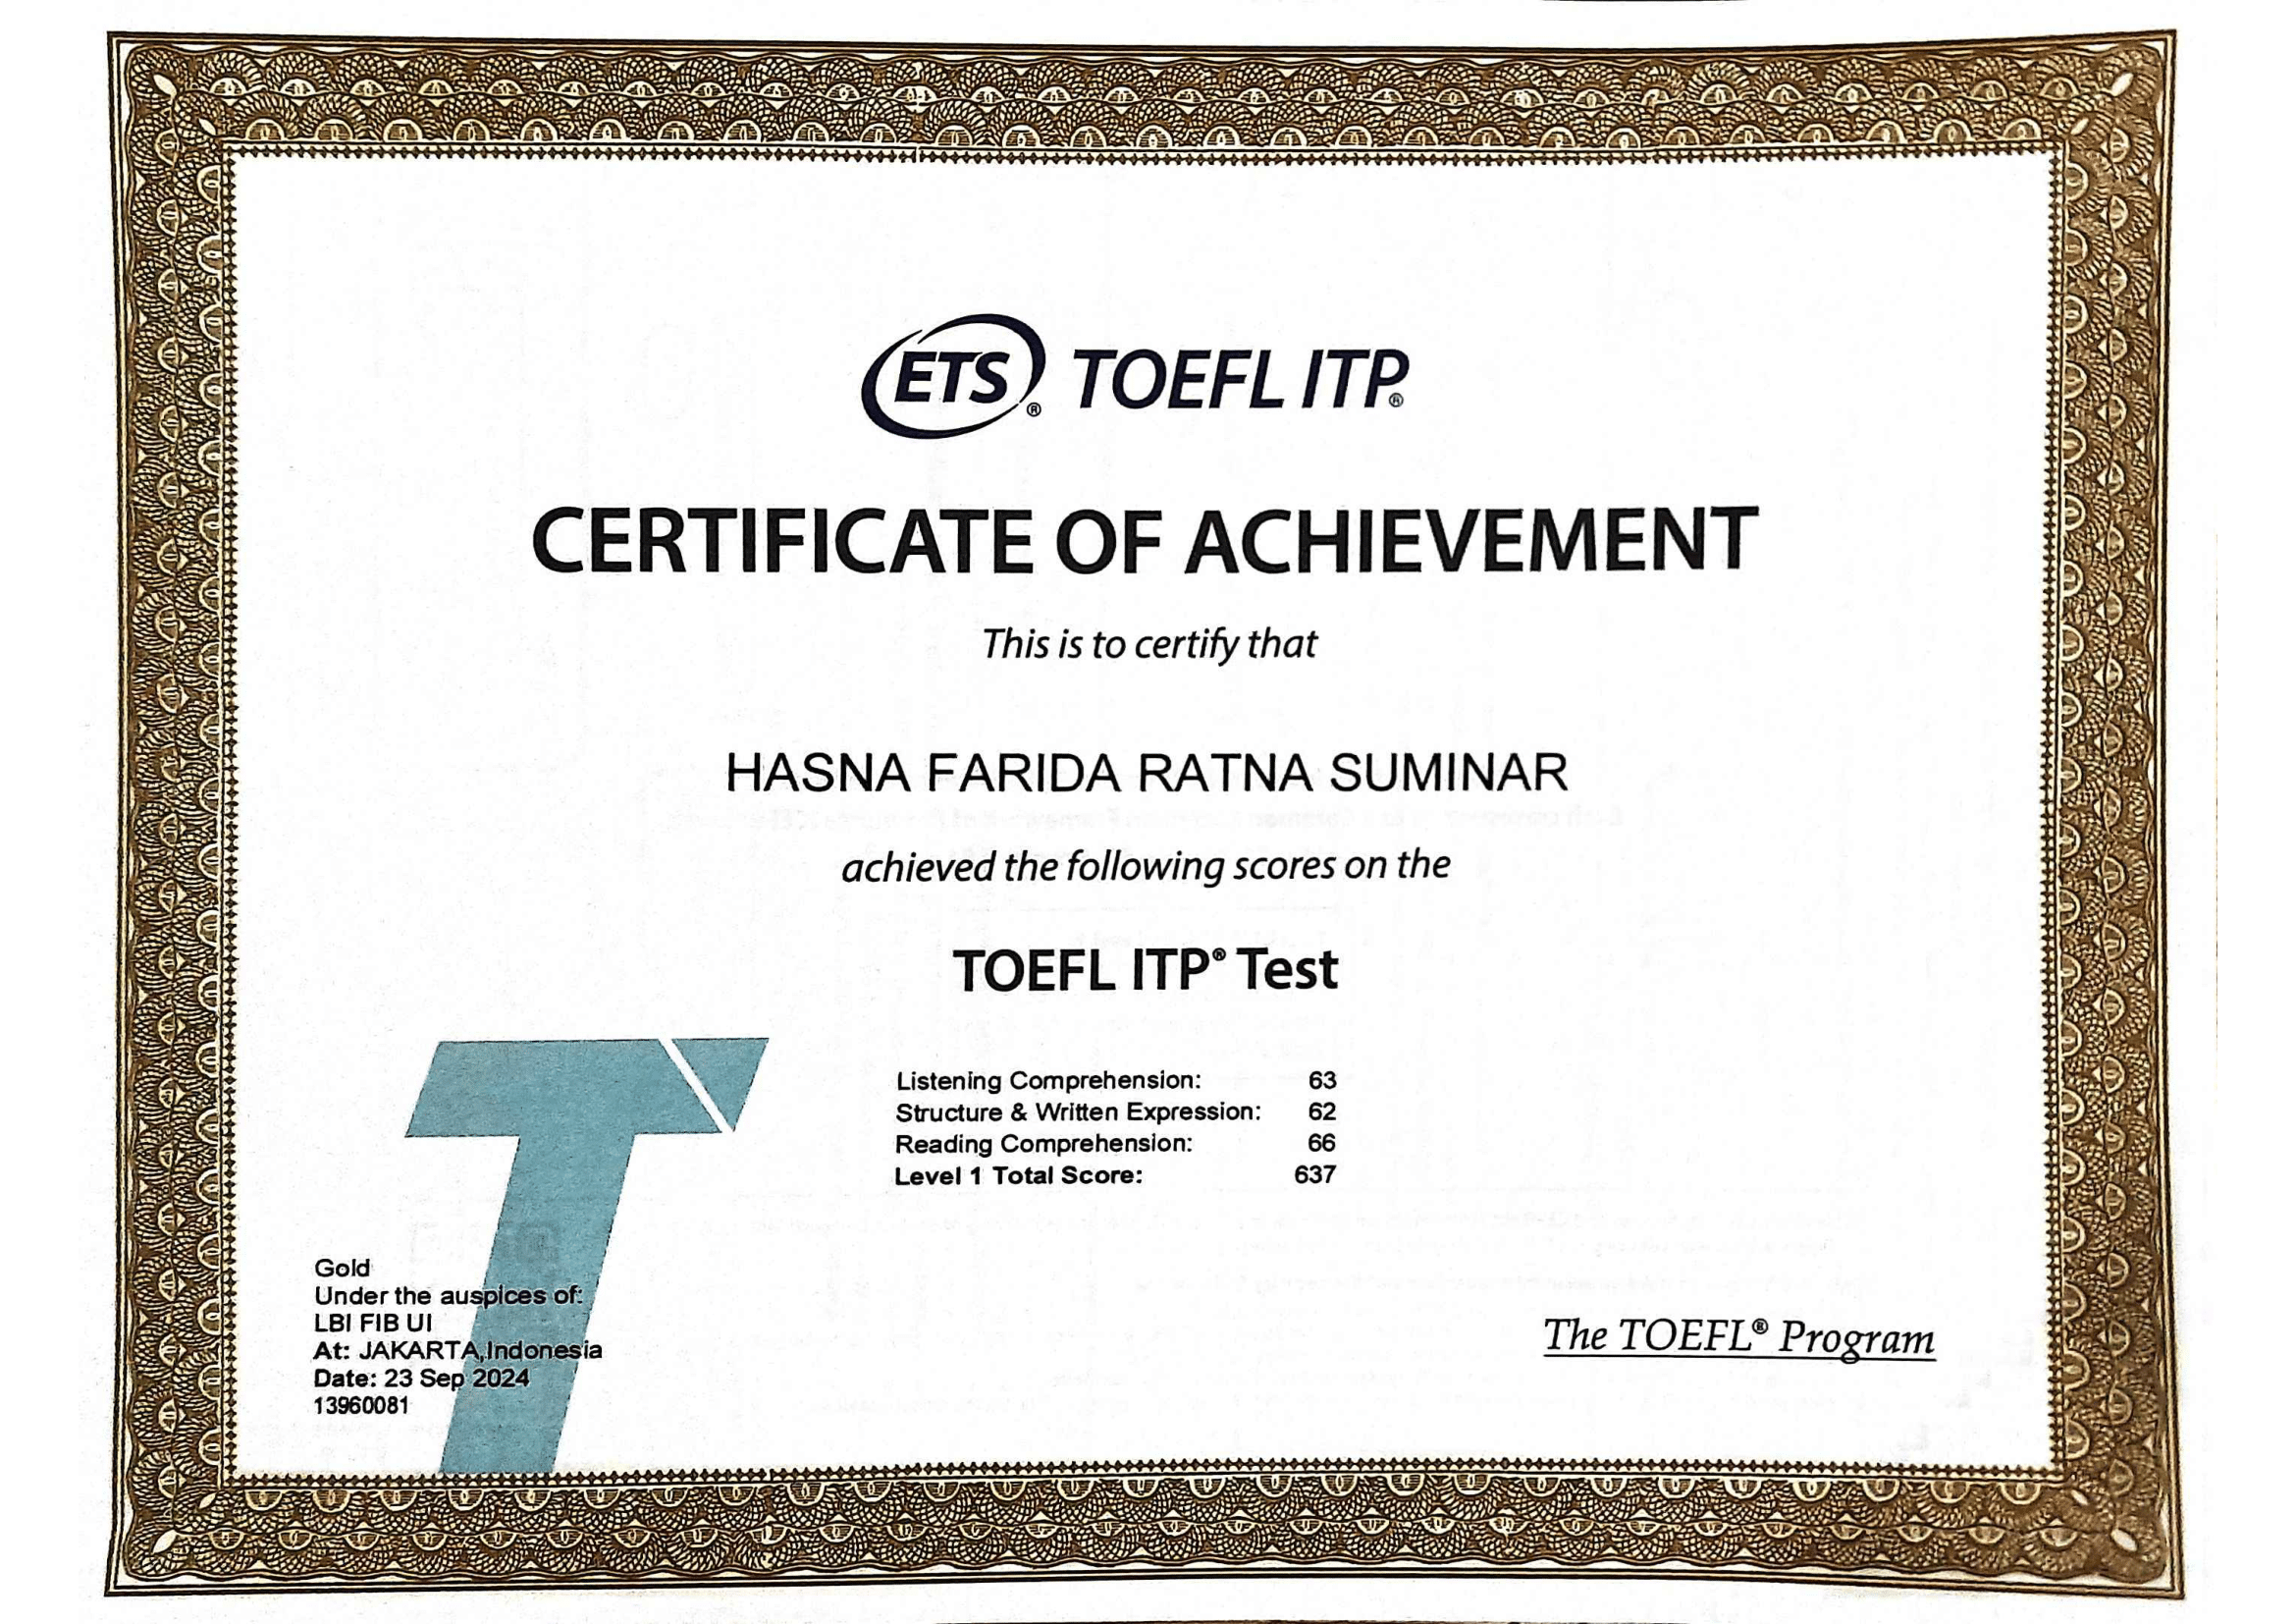 ETS® TOEFL ITP®
CERTIFICATE OF ACHIEVEMENT
This is to certify that
HASNA FARIDA RATNA SUMINAR
achieved the following scores on the
TOEFL ITP® Test
Listening Comprehension: 63
Structure & Written Expression: 62
Reading Comprehension: 66
Level 1 Total Score: 637
Gold
Under the auspices of:
LBI FIB UI
At: JAKARTA,Indonesia
Date: 23 Sep 2024
13960081
The TOEFL® Program